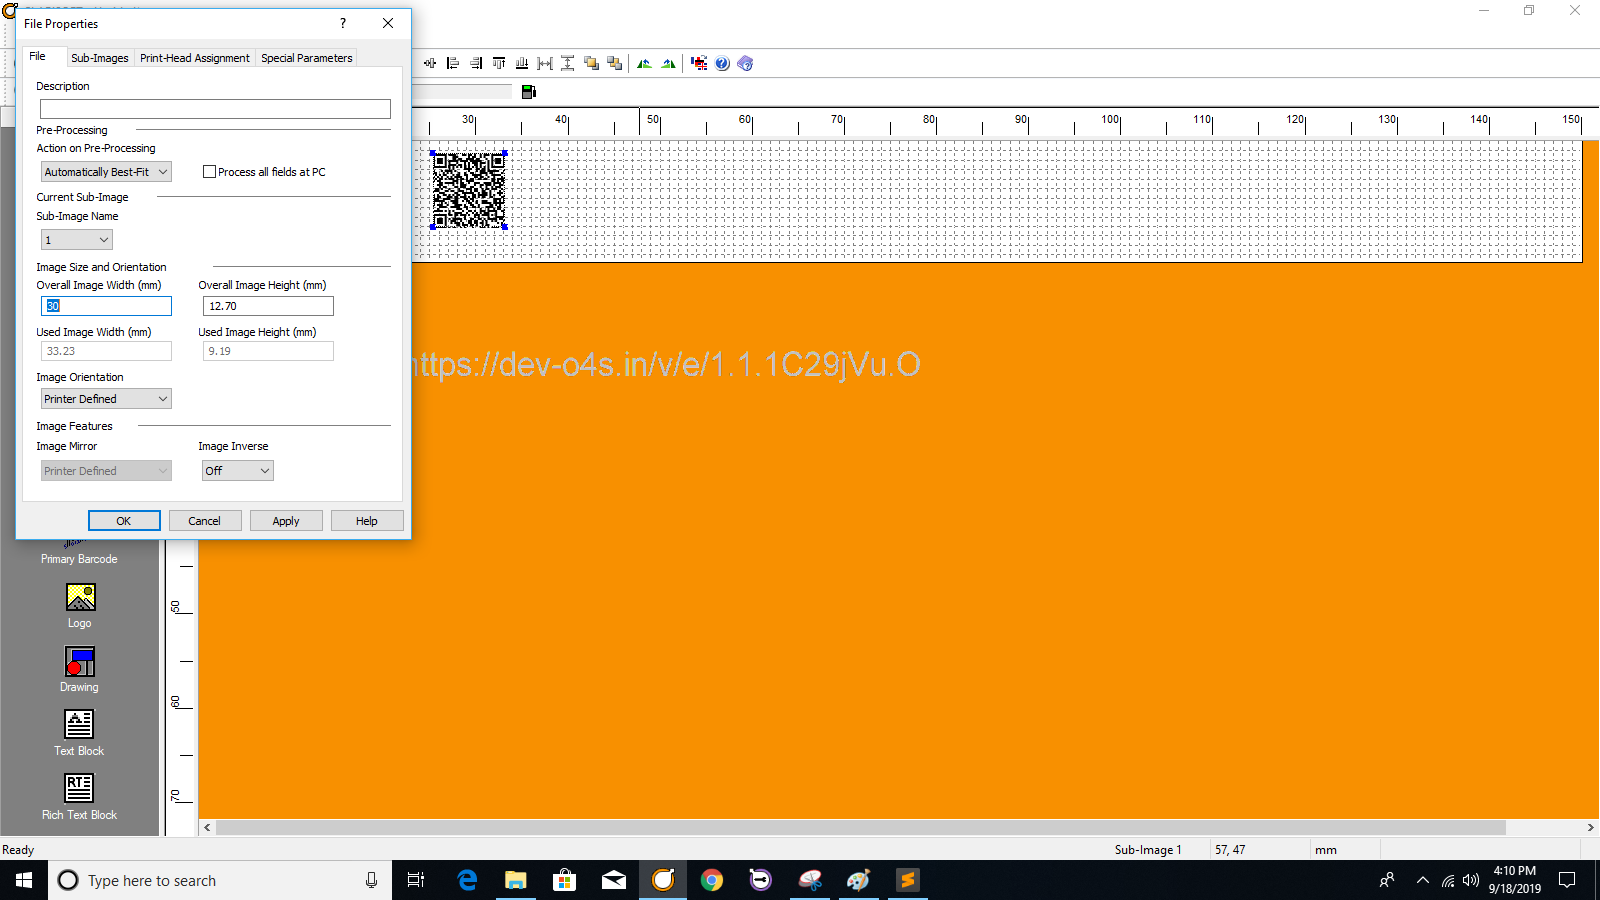 File Properties
?
File
Sub-Images
Print-Head Assignment
Special Parameters
Description
Pre-Processing
Action on Pre-Processing
Automatically Best-Fit
Process all fields at PC
Current Sub-Image
Sub-Image Name
1
Image Size and Orientation
Overall Image Width (mm)
Overall Image Height (mm)
30
12.70
Used Image Width (mm)
Used Image Height (mm)
33.23
9.19
Image Orientation
Printer Defined
Image Features
Image Mirror
Image Inverse
Printer Defined
Off
OK
Cancel
Apply
Help
30 40 50 60 70 80 90 100 110 120 130 140 150
https://dev-o4s.in/v/e/1.1.1C29jVu.O
Primary Barcode
Logo
Drawing
Text Block
RTE
Rich Text Block
50
60
70
Ready
Sub-Image 1
57, 47
mm
Type here to search
4:10 PM
9/18/2019